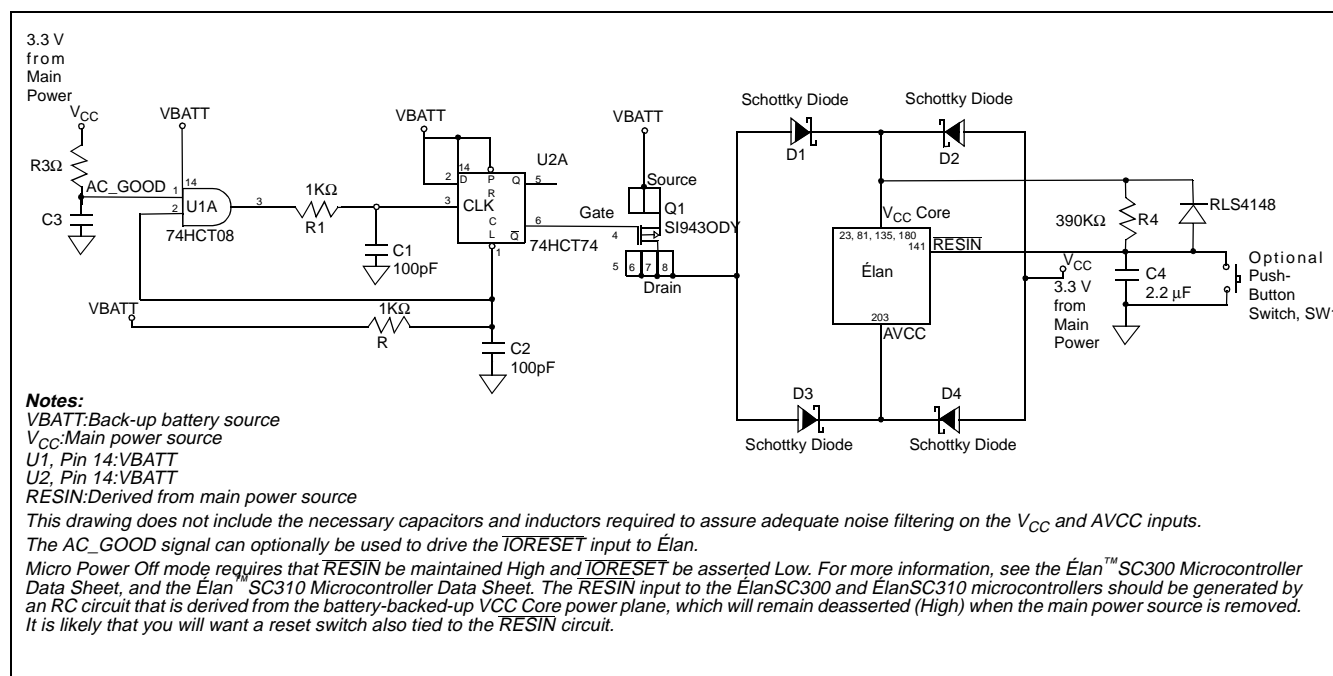 3.3 V
from
Main
Power
VCC
VBATT
VBATT
VBATT
Schottky Diode
Schottky Diode
D1
D2
R3Ω
AC_GOOD
14
1
2
U1A
3
74HCT08
C3
1KΩ
R1
C1
100pF
14
2
D
P
R
Q
5
U2A
3
CLK
C
L
Q
6
74HCT74
1
Source
Gate
4
Q1
SI943ODY
5
6
7
8
Drain
VCC Core
23, 81, 135, 180
141
RESIN
Élan
203
AVCC
390KΩ
R4
RLS4148
C4
2.2 μF
Optional
Push-
Button
Switch, SW1
VCC
3.3 V
from
Main
Power
VBATT
1KΩ
R
C2
100pF
D3
D4
Schottky Diode
Schottky Diode
Notes:
VBATT:Back-up battery source
VCC:Main power source
U1, Pin 14:VBATT
U2, Pin 14:VBATT
RESIN:Derived from main power source
This drawing does not include the necessary capacitors and inductors required to assure adequate noise filtering on the VCC and AVCC inputs.
The AC_GOOD signal can optionally be used to drive the IORESET input to Élan.
Micro Power Off mode requires that RESIN be maintained High and IORESET be asserted Low. For more information, see the Élan™SC300 Microcontroller
Data Sheet, and the Élan™SC310 Microcontroller Data Sheet. The RESIN input to the ÉlanSC300 and ÉlanSC310 microcontrollers should be generated by
an RC circuit that is derived from the battery-backed-up VCC Core power plane, which will remain deasserted (High) when the main power source is removed.
It is likely that you will want a reset switch also tied to the RESIN circuit.